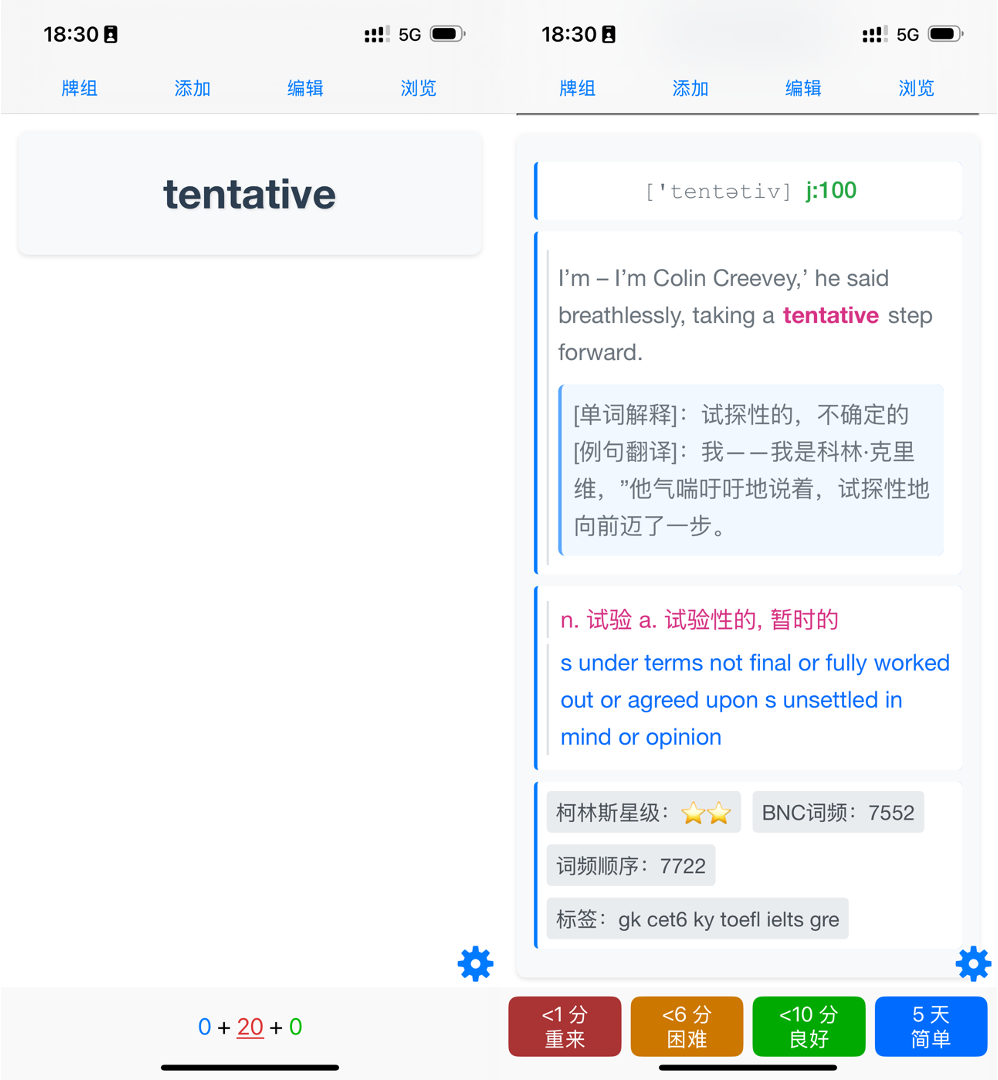 18:30
5G
牌组 添加 编辑 浏览
tentative
0 + 20 + 0
18:30
5G
牌组 添加 编辑 浏览
['tentətiv] j:100
I’m – I’m Colin Creevey,’ he said
breathlessly, taking a tentative step
forward.
[单词解释]：试探性的，不确定的
[例句翻译]：我——我是科林·克里
维，”他气喘吁吁地说着，试探性地
向前迈了一步。
n. 试验 a. 试验性的, 暂时的
s under terms not final or fully worked
out or agreed upon s unsettled in
mind or opinion
柯林斯星级：⭐⭐ BNC词频：7552
词频顺序：7722
标签：gk cet6 ky toefl ielts gre
<1 分 <6 分 <10 分 5 天
重来 困难 良好 简单